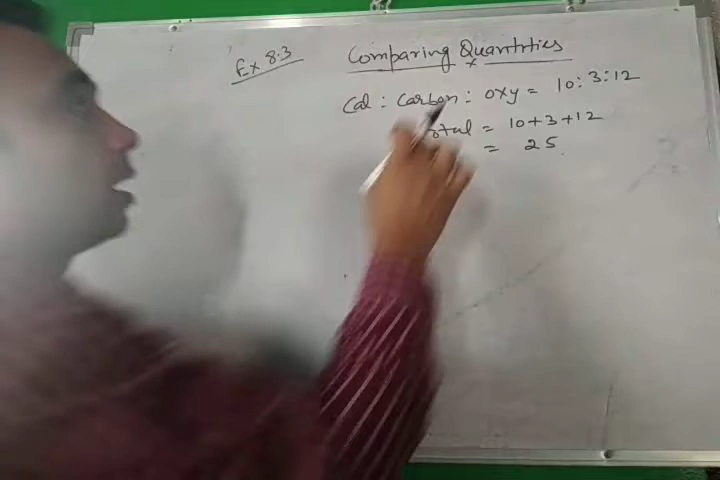 Ex 8.3
Comparing Quantities
Cal : Carbon : oxy = 10 : 3 : 12
= 10 + 3 + 12
= 25